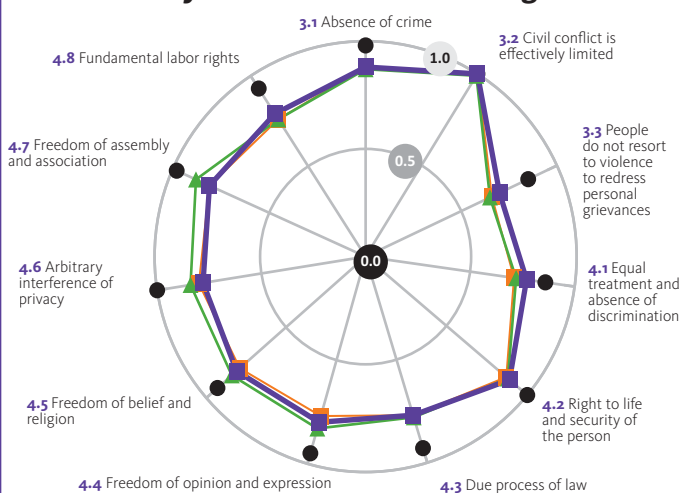 3.1 Absence of crime
3.2 Civil conflict is
effectively limited
1.0
4.8 Fundamental labor rights
3.3 People
do not resort
to violence
to redress
personal
grievances
4.7 Freedom of assembly
and association
0.5
0.0
4.6 Arbitrary
interference of
privacy
4.1 Equal
treatment and
absence of
discrimination
4.5 Freedom of belief and
religion
4.2 Right to life
and security of
the person
4.4 Freedom of opinion and expression
4.3 Due process of law